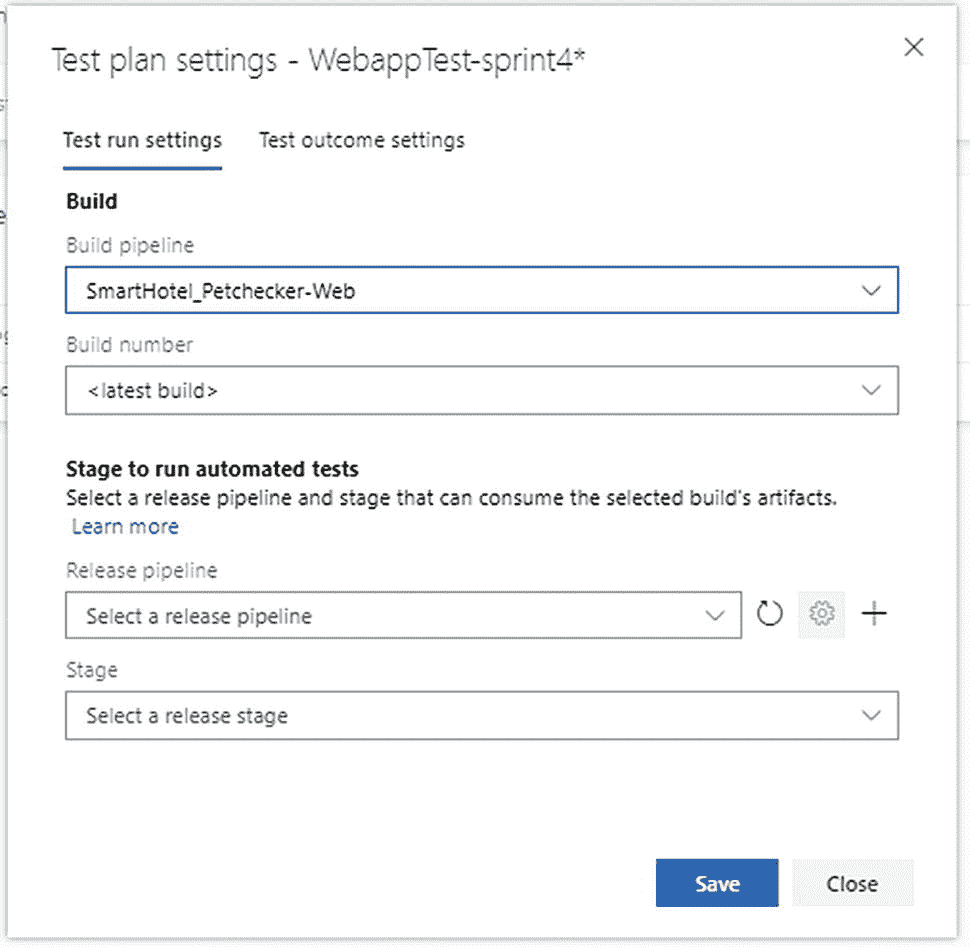 Test plan settings - WebappTest-sprint4*
Test run settings
Test outcome settings
Build
Build pipeline
SmartHotel_Petchecker-Web
Build number
<latest build>
Stage to run automated tests
Select a release pipeline and stage that can consume the selected build's artifacts.
Learn more
Release pipeline
Select a release pipeline
Stage
Select a release stage
Save
Close